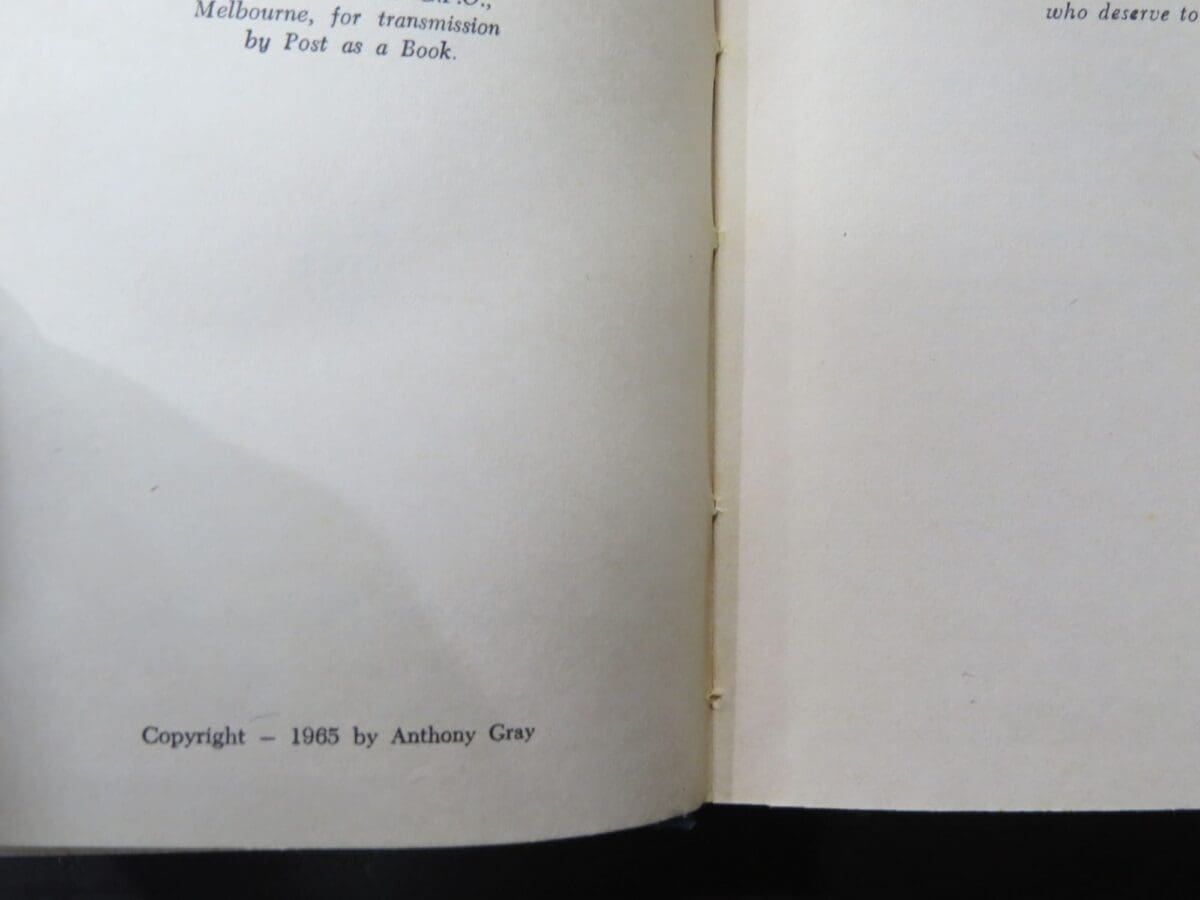 G.P.O.,
Melbourne, for transmission
by Post as a Book.
Copyright – 1965 by Anthony Gray
who deserve to